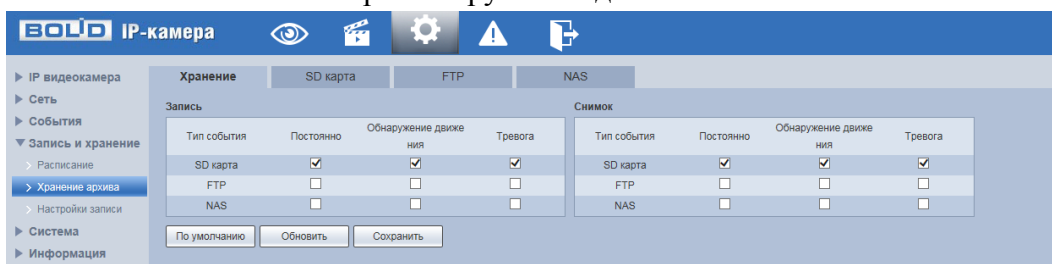 BOLID IP-камера
IP видеокамера
Сеть
События
Запись и хранение
Расписание
Хранение архива
Настройки записи
Система
Информация
Хранение SD карта FTP NAS
Запись
Тип события Постоянно Обнаружение движе
ния Тревога
SD карта
FTP
NAS
Снимок
Тип события Постоянно Обнаружение движе
ния Тревога
SD карта
FTP
NAS
По умолчанию Обновить Сохранить